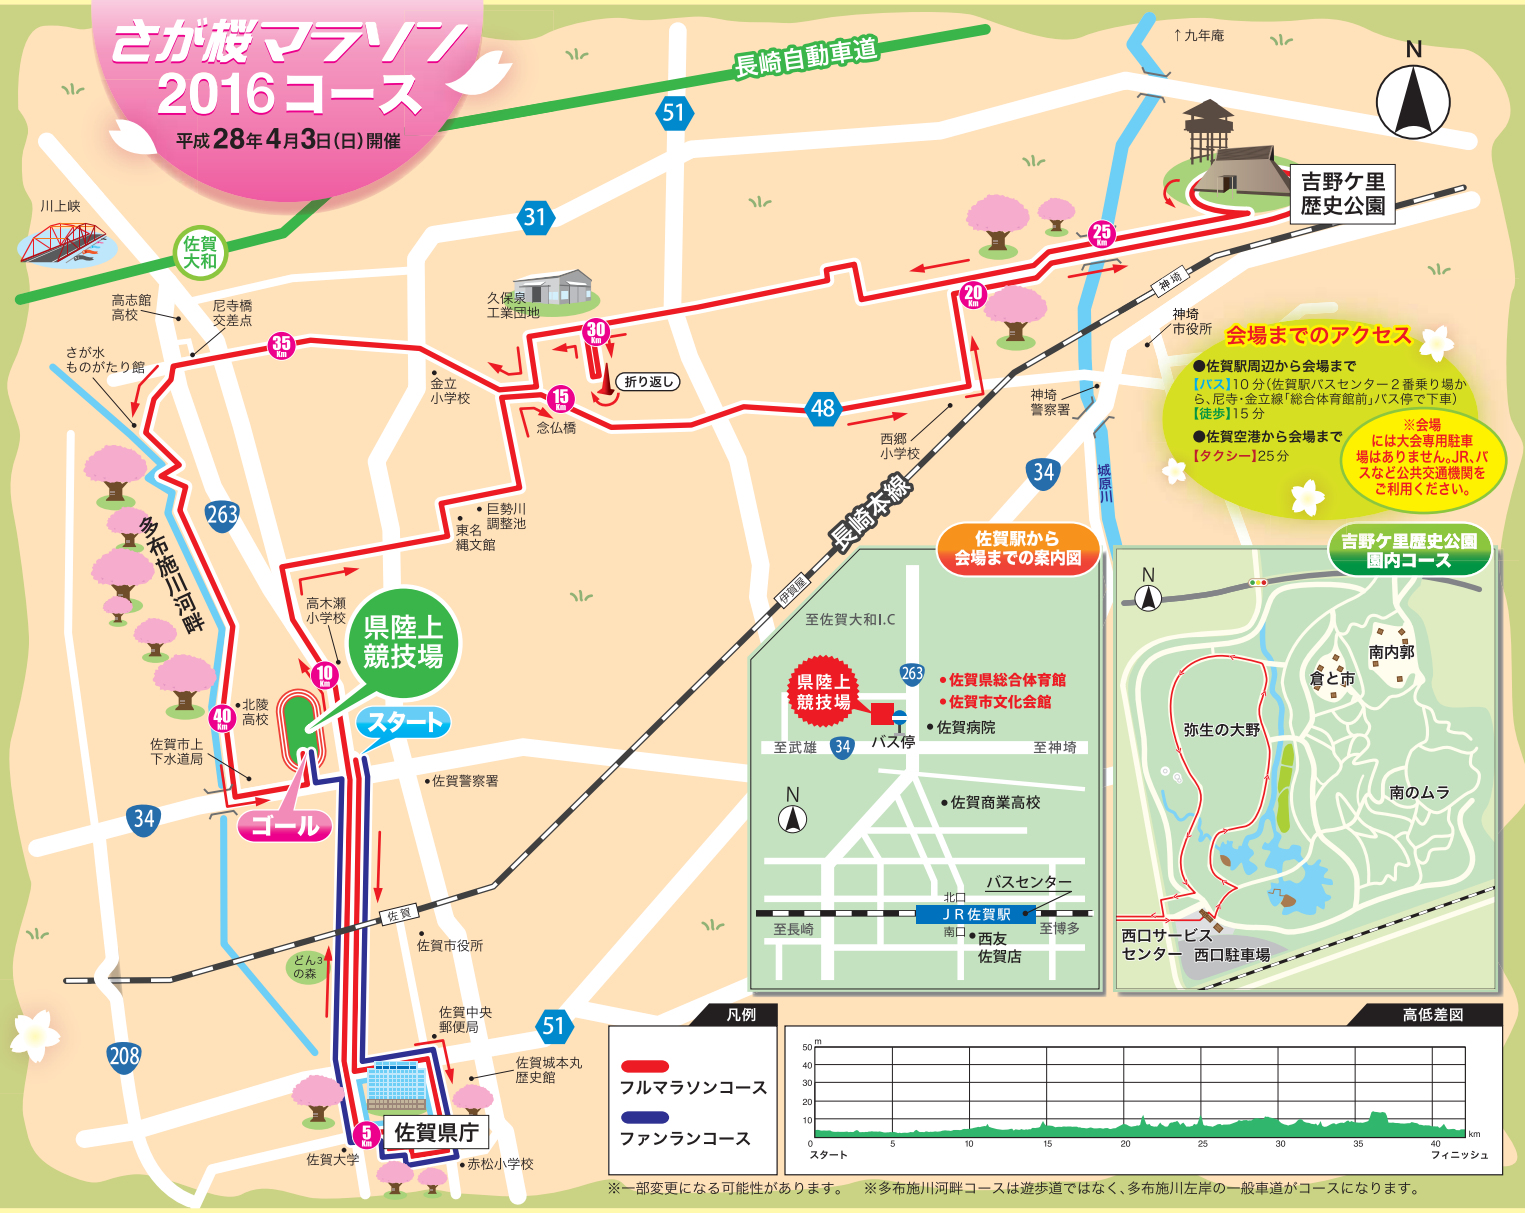 さが桜マラソン
2016コース
平成28年4月3日(日)開催
長崎自動車道
51
↑九年庵
N
吉野ケ里
歴史公園
川上峡
佐賀
大和
31
高志館
高校
尼寺橋
交差点
久保泉
工業団地
さが水
ものがたり館
35
Km
30
Km
折り返し
20
Km
25
Km
神埼
神埼
市役所
金立
小学校
15
Km
念仏橋
48
西郷
小学校
神埼
警察署
34
城原川
会場までのアクセス
●佐賀駅周辺から会場まで
【バス】10分(佐賀駅バスセンター2番乗り場か
ら、尼寺・金立線「総合体育館前」バス停で下車)
【徒歩】15分
●佐賀空港から会場まで
【タクシー】25分
※会場
には大会専用駐車
場はありません。JR、バ
スなど公共交通機関を
ご利用ください。
263
多布施川河畔
巨勢川
調整池
東名
縄文館
長崎本線
伊賀屋
高木瀬
小学校
県陸上
競技場
10
Km
スタート
40
Km
北陵
高校
佐賀市上
下水道局
34
ゴール
佐賀警察署
佐賀
佐賀市役所
どん3
の森
208
佐賀中央
郵便局
51
佐賀城本丸
歴史館
5
Km
佐賀県庁
佐賀大学
赤松小学校
佐賀駅から
会場までの案内図
至佐賀大和I.C
263
県陸上
競技場
●佐賀県総合体育館
●佐賀市文化会館
●佐賀病院
バス停
至武雄
34
至神埼
N
●佐賀商業高校
バスセンター
北口
JR佐賀駅
南口
至長崎
至博多
●西友
佐賀店
吉野ケ里歴史公園
園内コース
N
南内郭
倉と市
弥生の大野
南のムラ
西口サービス
センター
西口駐車場
凡例
フルマラソンコース
ファンランコース
高低差図
50
m
40
30
20
10
0
5
10
15
20
25
30
35
40
km
スタート
フィニッシュ
※一部変更になる可能性があります。 ※多布施川河畔コースは遊歩道ではなく、多布施川左岸の一般車道がコースになります。